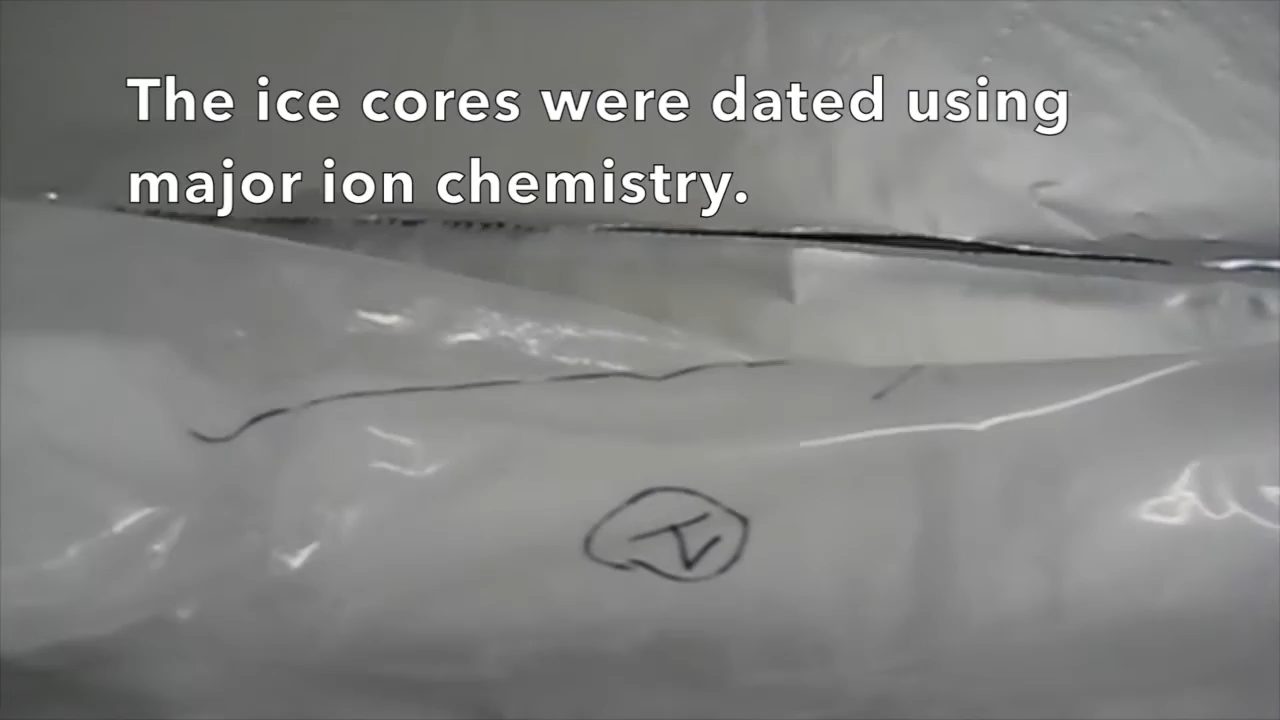 The ice cores were dated using
major ion chemistry.